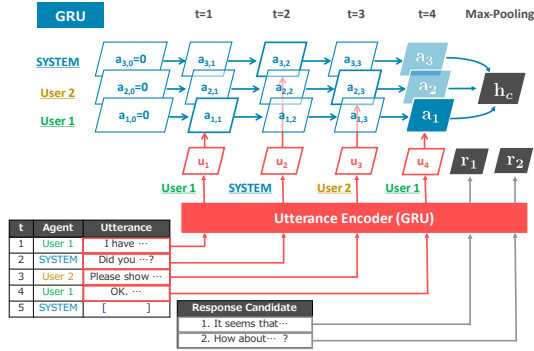 GRU t=1 t=2 t=3 t=4 Max-Pooling
SYSTEM a3,0=0 a3,1 a3,2 a3,3 a3
User 2 a2,0=0 a2,1 a2,2 a2,3 a2 hc
User 1 a1,0=0 a1,1 a1,2 a1,3 a1
u1 u2 u3 u4 r1 r2
User 1 SYSTEM User 2 User 1
Utterance Encoder (GRU)
t Agent Utterance
1 User 1 I have ⋯
2 SYSTEM Did you ⋯?
3 User 2 Please show ⋯
4 User 1 OK. ⋯
5 SYSTEM [ ]
Response Candidate
1. It seems that⋯
2. How about⋯ ?